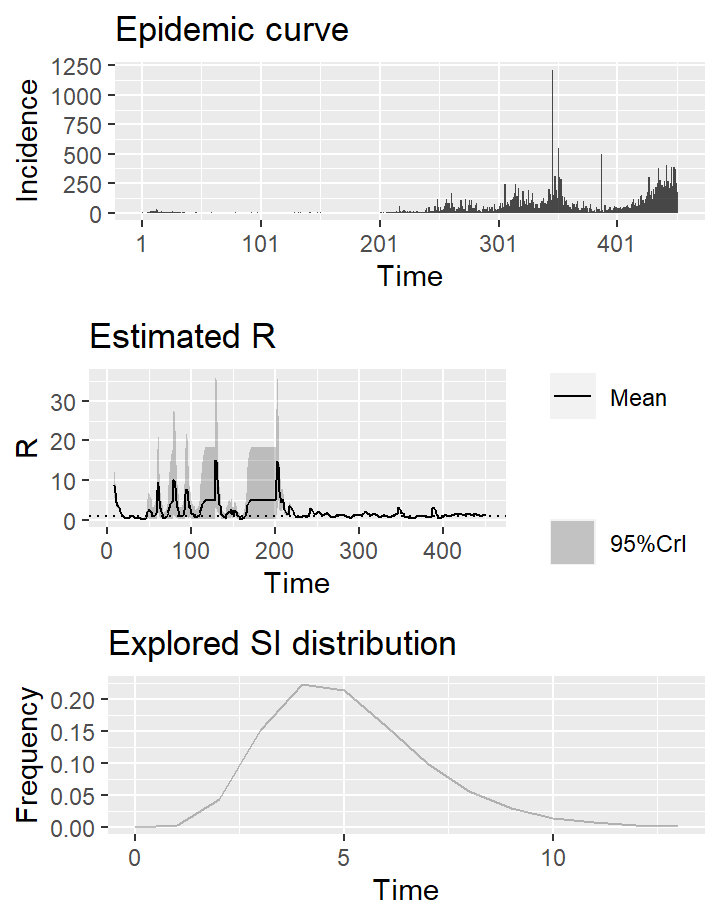 Epidemic curve
Incidence
1250
1000
750
500
250
0
1 101 201 301 401
Time
Estimated R
R
30
20
10
0
0 100 200 300 400
Time
Mean
95%CrI
Explored SI distribution
Frequency
0.20
0.15
0.10
0.05
0.00
0 5 10
Time